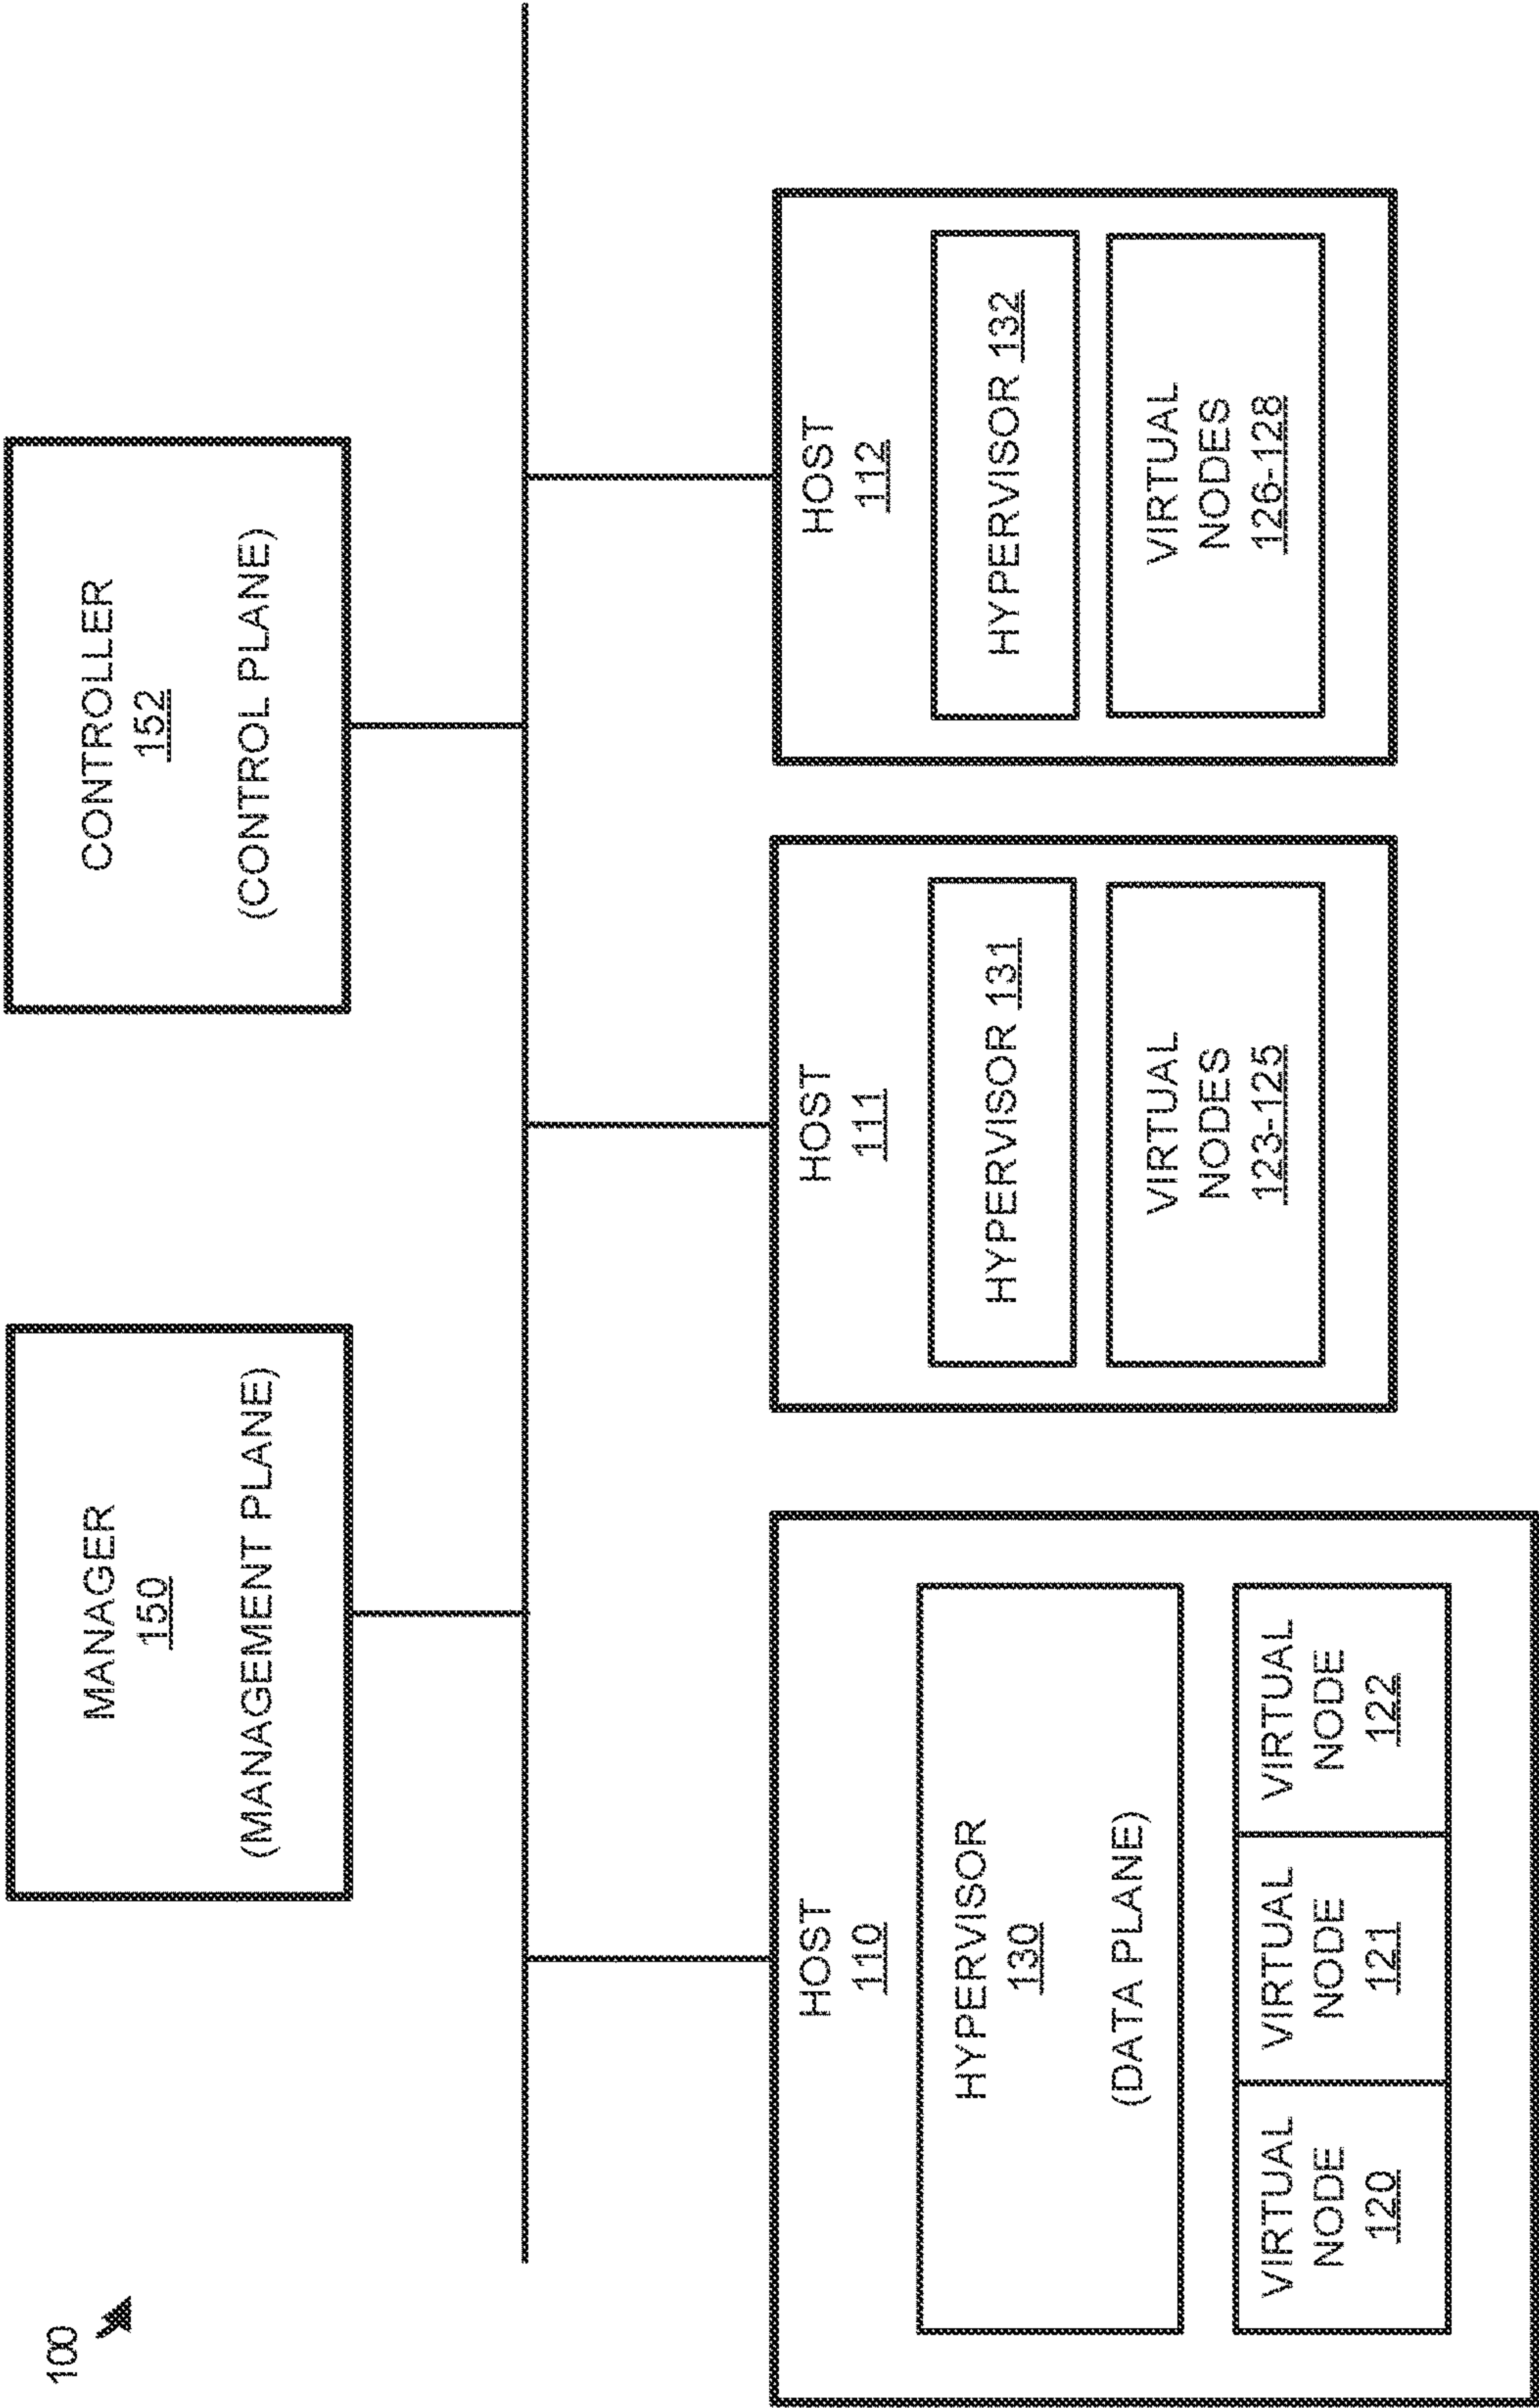 100
MANAGER
150
(MANAGEMENT PLANE)
CONTROLLER
152
(CONTROL PLANE)
HOST
110
HYPERVISOR
130
(DATA PLANE)
VIRTUAL
NODE
120
VIRTUAL
NODE
121
VIRTUAL
NODE
122
HOST
111
HYPERVISOR 131
VIRTUAL
NODES
123-125
HOST
112
HYPERVISOR 132
VIRTUAL
NODES
126-128